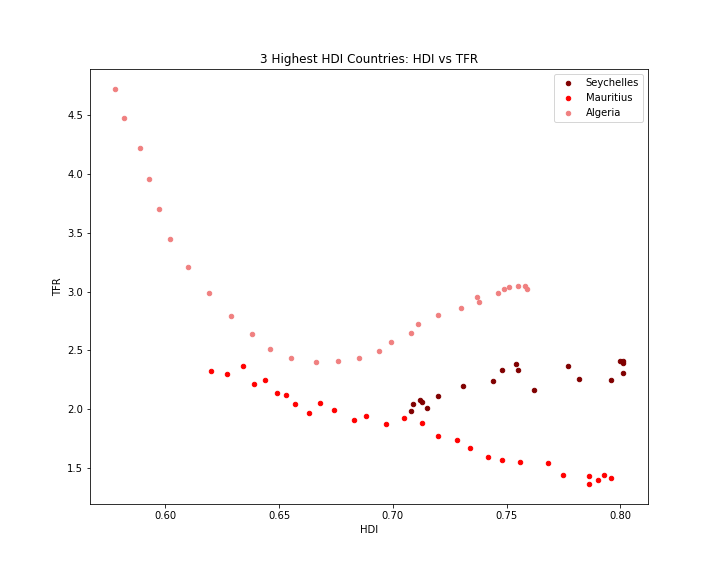 3 Highest HDI Countries: HDI vs TFR
Seychelles
Mauritius
Algeria
4.5
4.0
3.5
3.0
2.5
2.0
1.5
TFR
0.60
0.65
0.70
0.75
0.80
HDI